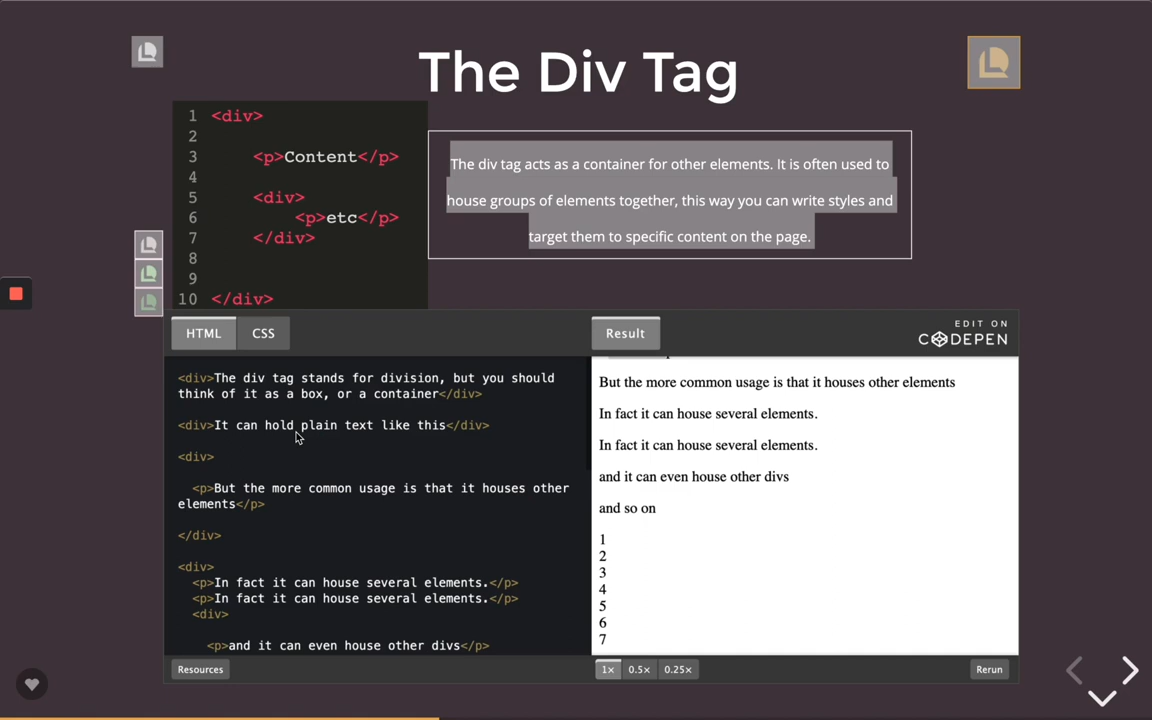 The Div Tag
1 <div>
2
3 <p>Content</p>
4
5 <div>
6 <p>etc</p>
7 </div>
8
9
10 </div>
The div tag acts as a container for other elements. It is often used to
house groups of elements together, this way you can write styles and
target them to specific content on the page.
HTML CSS
Result
EDIT ON
CODEPEN
<div>The div tag stands for division, but you should
think of it as a box, or a container</div>
<div>It can hold plain text like this</div>
<div>
<p>But the more common usage is that it houses other
elements</p>
</div>
<div>
<p>In fact it can house several elements.</p>
<p>In fact it can house several elements.</p>
<div>
<p>and it can even house other divs</p>
But the more common usage is that it houses other elements
In fact it can house several elements.
In fact it can house several elements.
and it can even house other divs
and so on
1
2
3
4
5
6
7
Resources
1× 0.5× 0.25×
Rerun